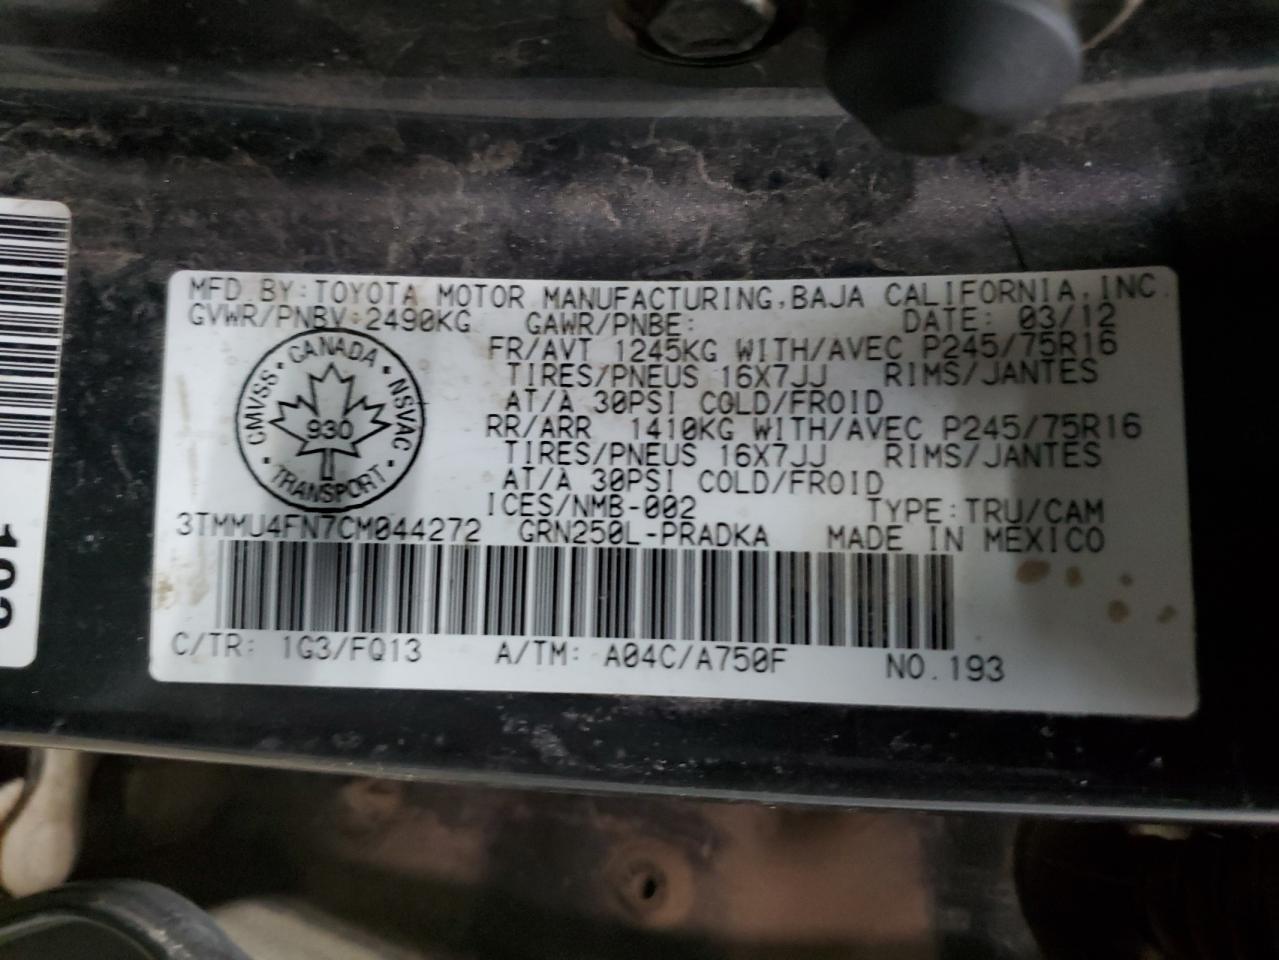 MFD. BY: TOYOTA MOTOR MANUFACTURING, BAJA CALIFORNIA, INC.
GVWR/PNBV: 2490KG GAWR/PNBE: DATE: 03/12
FR/AVT 1245KG WITH/AVEC P245/75R16
TIRES/PNEUS 16X7JJ RIMS/JANTES
AT/A 30PSI COLD/FROID
RR/ARR 1410KG WITH/AVEC P245/75R16
TIRES/PNEUS 16X7JJ RIMS/JANTES
AT/A 30PSI COLD/FROID
ICES/NMB-002 TYPE: TRU/CAM
CMVSS · CANADA · NSVAC · TRANSPORT ·
930
3TMMU4FN7CM044272 GRN250L-PRADKA MADE IN MEXICO
C/TR: 1G3/FQ13 A/TM: A04C/A750F NO. 193